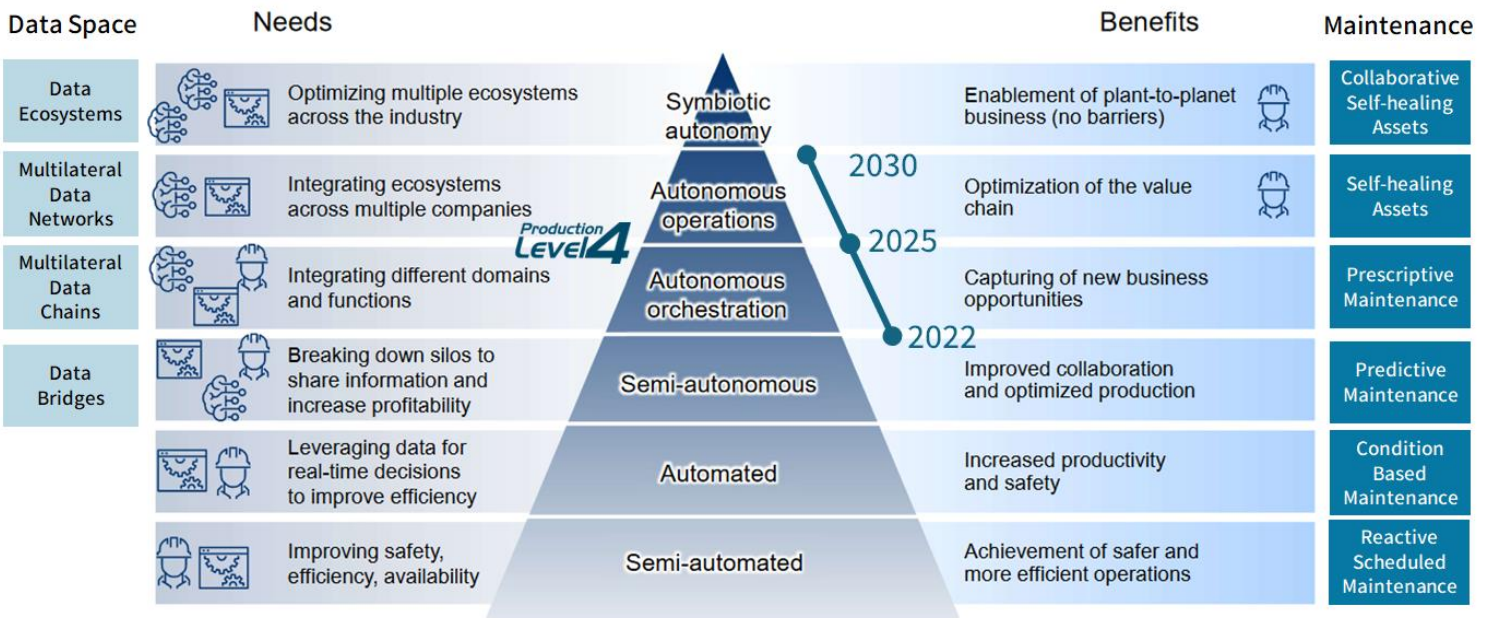 Data Space
Needs
Benefits
Maintenance
Data
Ecosystems
Optimizing multiple ecosystems
across the industry
Symbiotic
autonomy
Enablement of plant-to-planet
business (no barriers)
Collaborative
Self-healing
Assets
Multilateral
Data
Networks
Integrating ecosystems
across multiple companies
Autonomous
operations
2030
Optimization of the value
chain
Self-healing
Assets
Production
Level4
2025
Multilateral
Data
Chains
Integrating different domains
and functions
Autonomous
orchestration
Capturing of new business
opportunities
Prescriptive
Maintenance
2022
Data
Bridges
Breaking down silos to
share information and
increase profitability
Semi-autonomous
Improved collaboration
and optimized production
Predictive
Maintenance
Leveraging data for
real-time decisions
to improve efficiency
Automated
Increased productivity
and safety
Condition
Based
Maintenance
Improving safety,
efficiency, availability
Semi-automated
Achievement of safer and
more efficient operations
Reactive
Scheduled
Maintenance